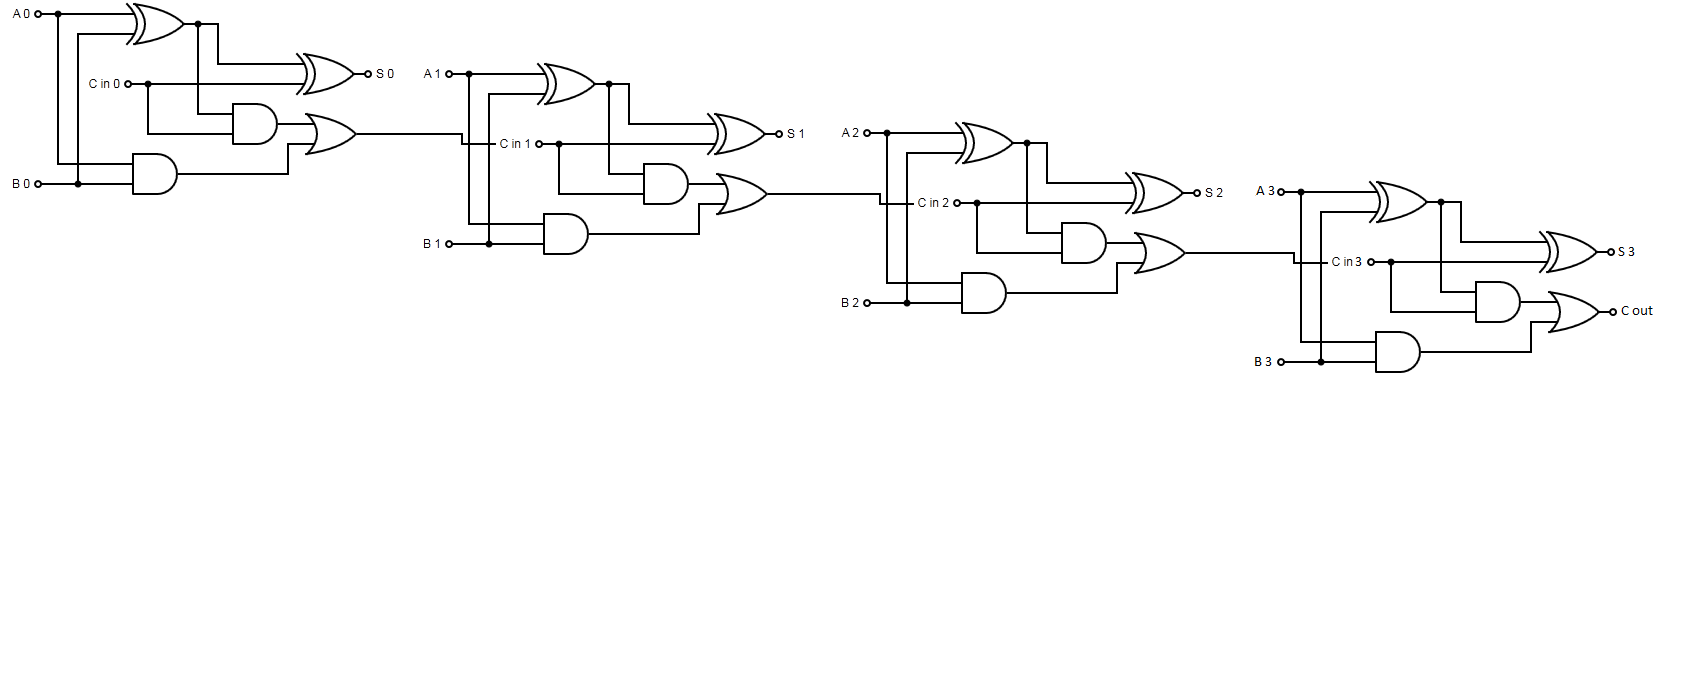 A 0
C in 0
B 0
S 0
A 1
C in 1
B 1
S 1
A 2
C in 2
B 2
S 2
A 3
C in 3
B 3
S 3
C out